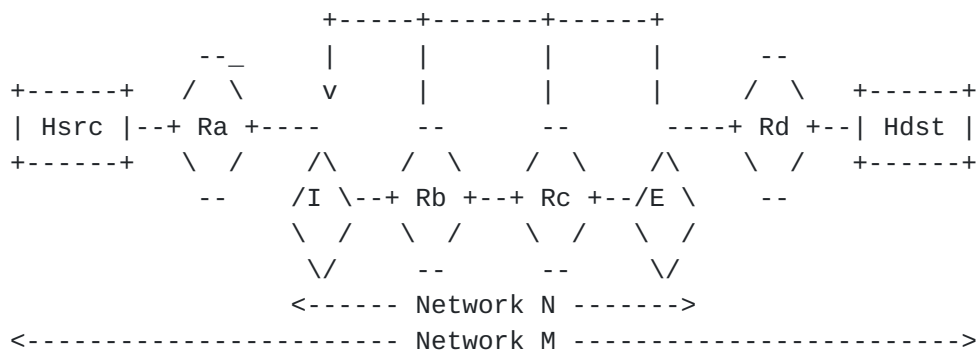 +-----+-------+------+
            --_     |     |       |      |       --
+------+   /  \     v     |       |      |     /  \   +------+
| Hsrc |--+ Ra +----      --      --      ----+ Rd +--| Hdst |
+------+   \  /    /\    /  \    /  \    /\    \  /   +------+
            --    /I \--+ Rb +--+ Rc +--/E \    --
                  \  /   \  /    \  /   \  /
                   \/     --      --     \/
                  <------ Network N ------->
<------------------------ Network M --------------------------->